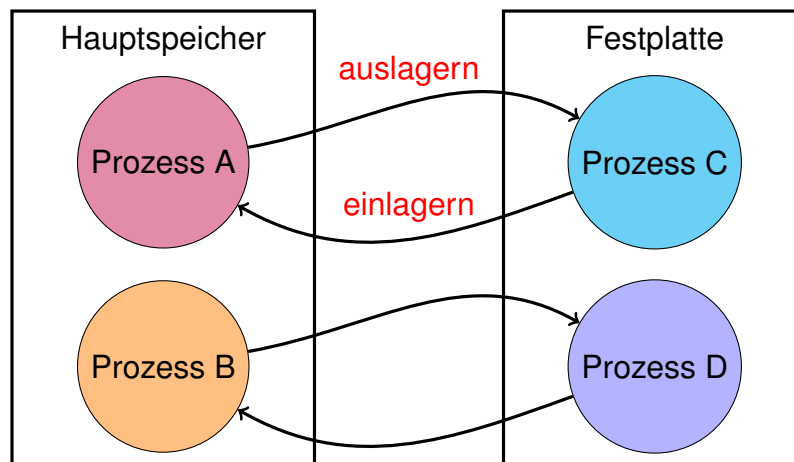 Hauptspeicher
Festplatte
auslagern
Prozess A
Prozess C
einlagern
Prozess B
Prozess D